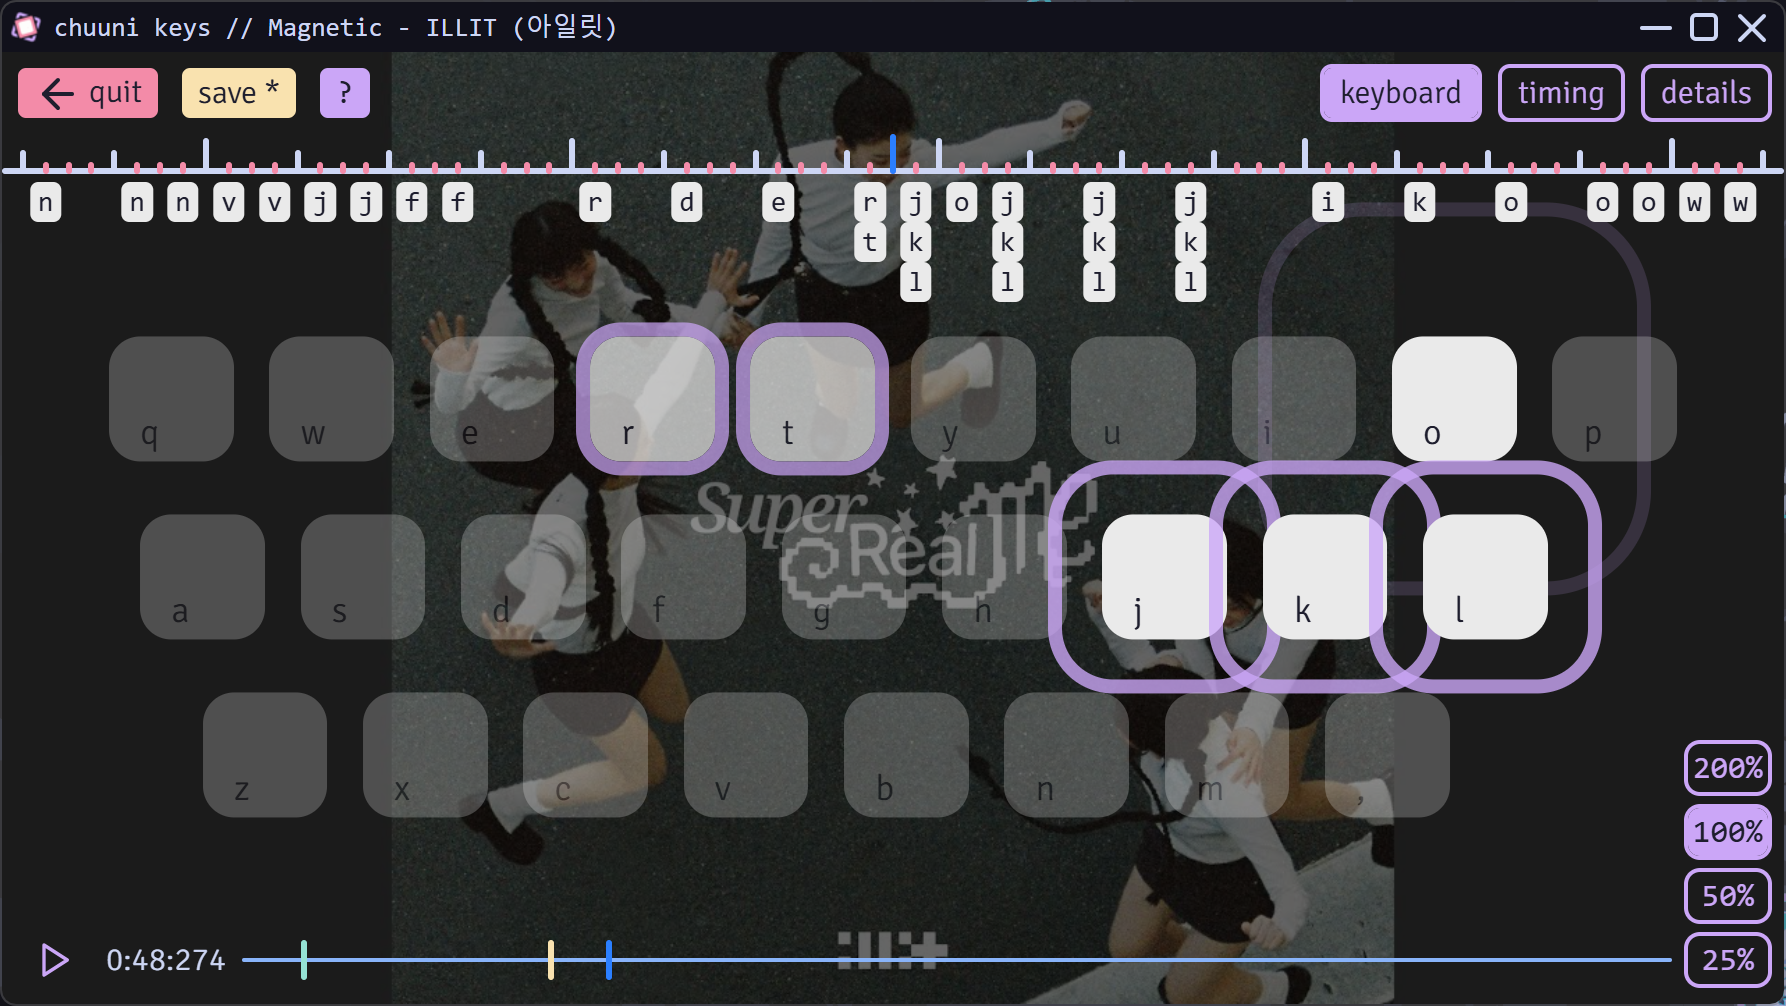 chuuni keys // Magnetic - ILLIT (아일릿)
← quit
save *
?
keyboard
timing
details
n n n v v j j f f r d e r j o j j j i k o o o w w
t k k k k
l l l l
q w e r t y u i o p
Super Real Me
a s d f g h j k l
z x c v b n m ,
200%
100%
50%
25%
0:48:274
illit